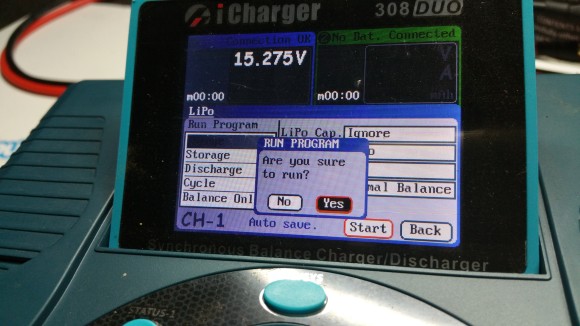 iCharger 308 DUO
Connection OK
No Bat. Connected
15.275V
m00:00
m00:00
LiPo
Run Program
LiPo Cap. Ignore
Storage
Discharge
Cycle
Balance Onl
mal Balance
RUN PROGRAM
Are you sure
to run?
No
Yes
CH-1
Auto save.
Start
Back
Synchronous Balance Charger/Discharger
STATUS-1